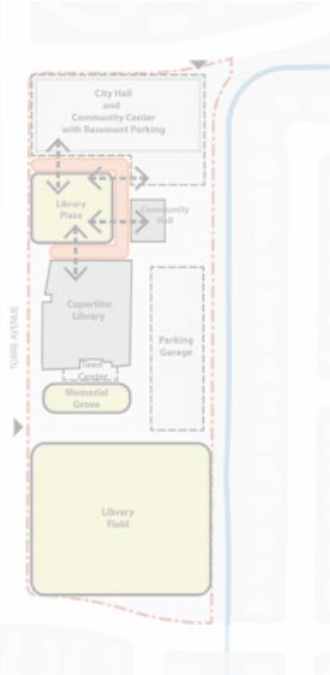 City Hall
and
Community Center
with Basement Parking
Library
Plaza
Community
Hall
Cupertino
Library
TORRE AVENUE
Parking
Garage
Teen
Center
Memorial
Grove
Library
Field